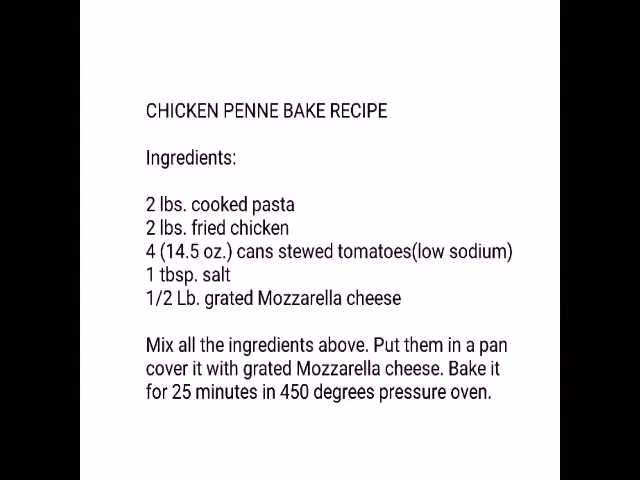 CHICKEN PENNE BAKE RECIPE
Ingredients:
2 lbs. cooked pasta
2 lbs. fried chicken
4 (14.5 oz.) cans stewed tomatoes(low sodium)
1 tbsp. salt
1/2 Lb. grated Mozzarella cheese
Mix all the ingredients above. Put them in a pan
cover it with grated Mozzarella cheese. Bake it
for 25 minutes in 450 degrees pressure oven.